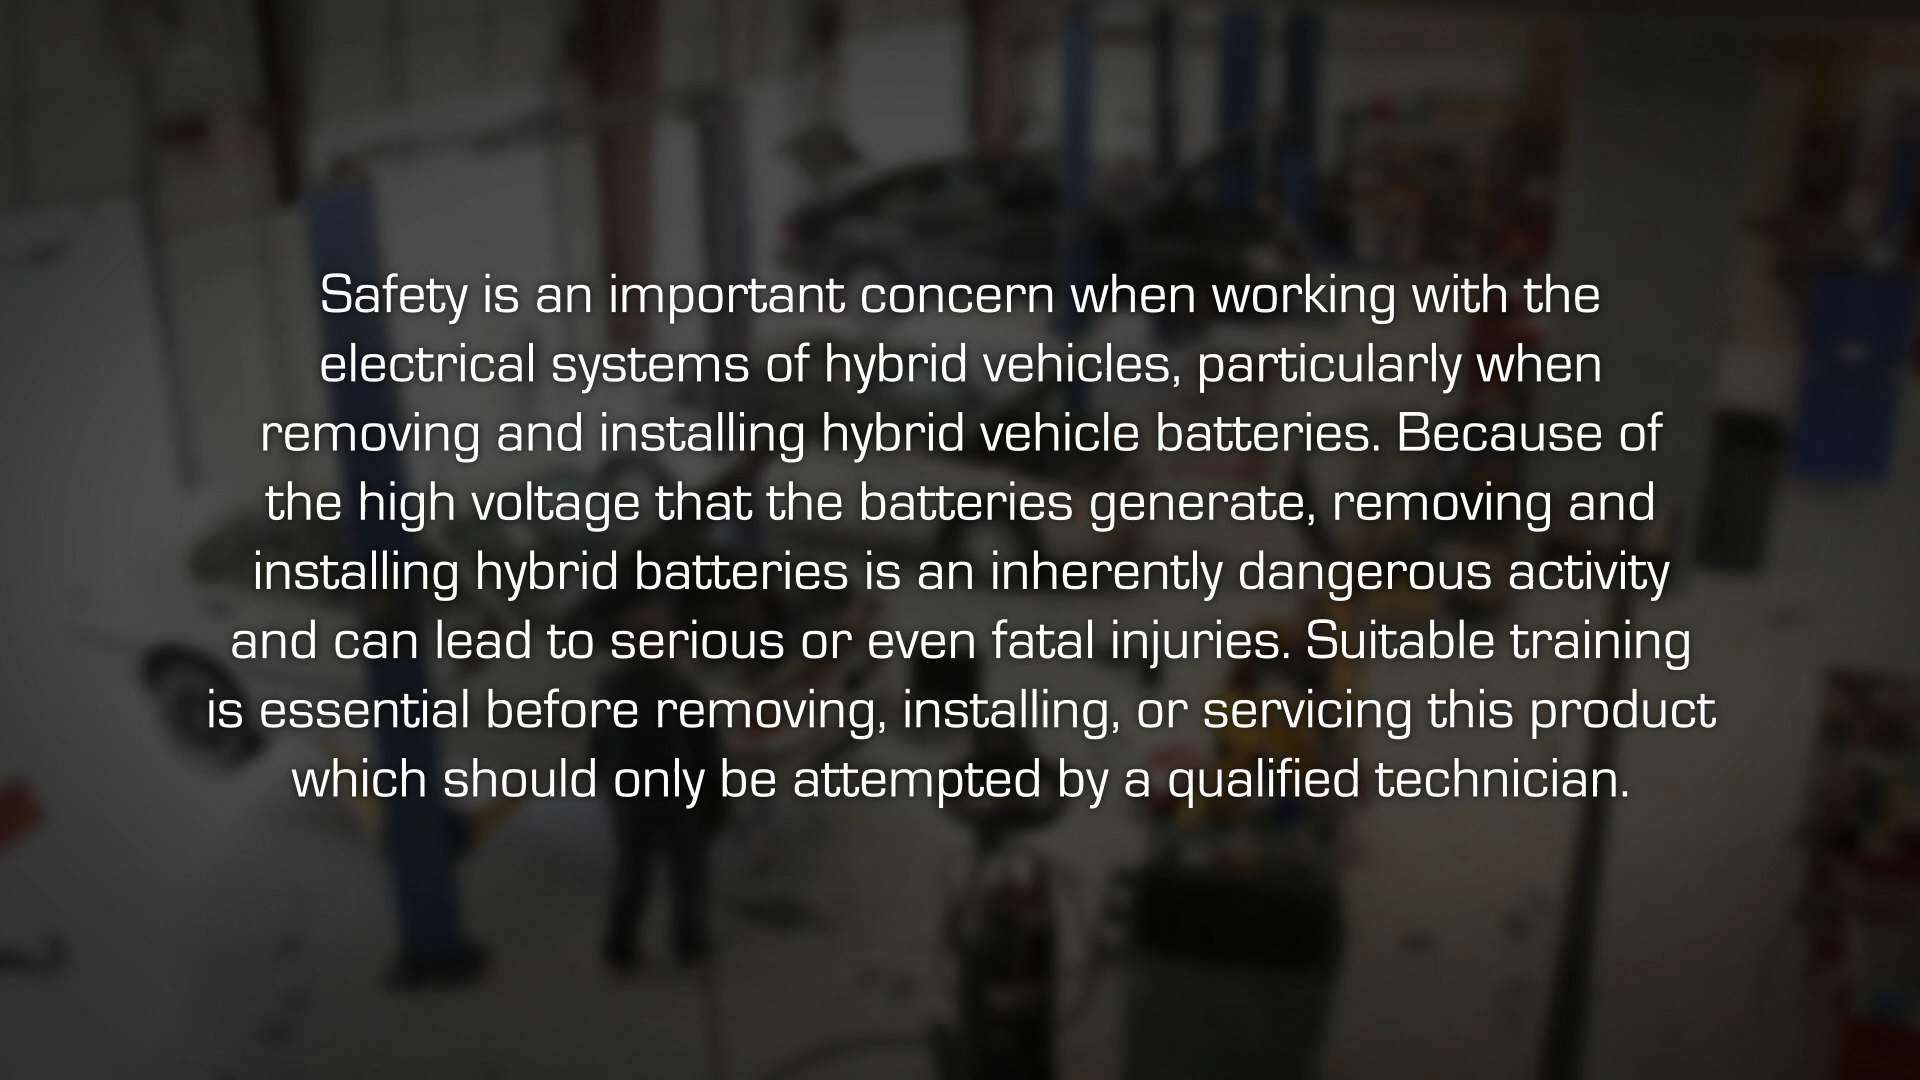 Safety is an important concern when working with the
electrical systems of hybrid vehicles, particularly when
removing and installing hybrid vehicle batteries. Because of
the high voltage that the batteries generate, removing and
installing hybrid batteries is an inherently dangerous activity
and can lead to serious or even fatal injuries. Suitable training
is essential before removing, installing, or servicing this product
which should only be attempted by a qualified technician.